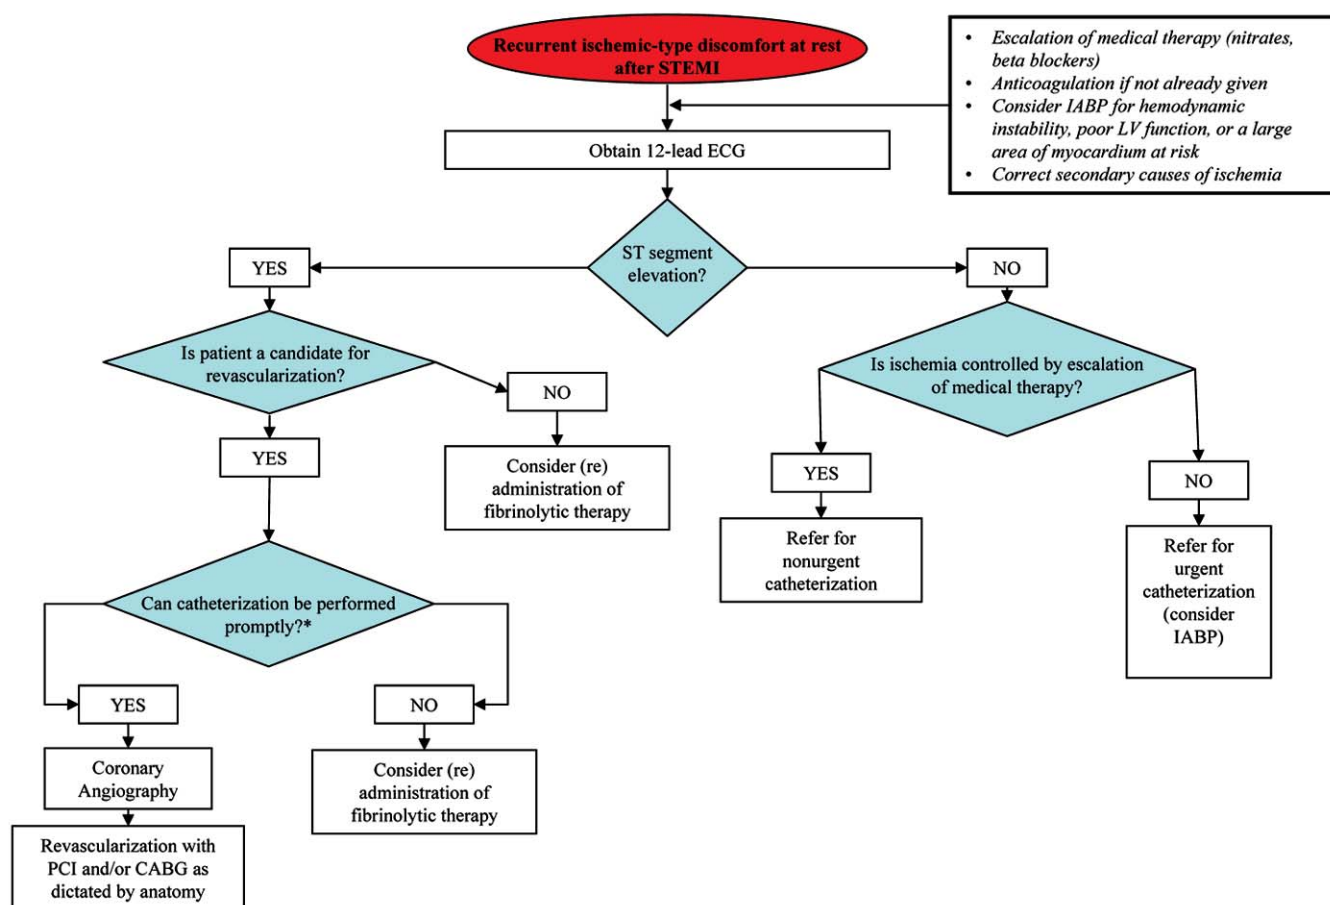 Recurrent ischemic-type discomfort at rest
after STEMI
• Escalation of medical therapy (nitrates,
beta blockers)
• Anticoagulation if not already given
• Consider IABP for hemodynamic
instability, poor LV function, or a large
area of myocardium at risk
• Correct secondary causes of ischemia
Obtain 12-lead ECG
ST segment
elevation?
YES
NO
Is patient a candidate for
revascularization?
Is ischemia controlled by escalation
of medical therapy?
NO
Consider (re)
administration of
fibrinolytic therapy
YES
YES
Refer for
nonurgent
catheterization
NO
Refer for
urgent
catheterization
(consider
IABP)
Can catheterization be performed
promptly?*
YES
NO
Coronary
Angiography
Consider (re)
administration of
fibrinolytic therapy
Revascularization with
PCI and/or CABG as
dictated by anatomy